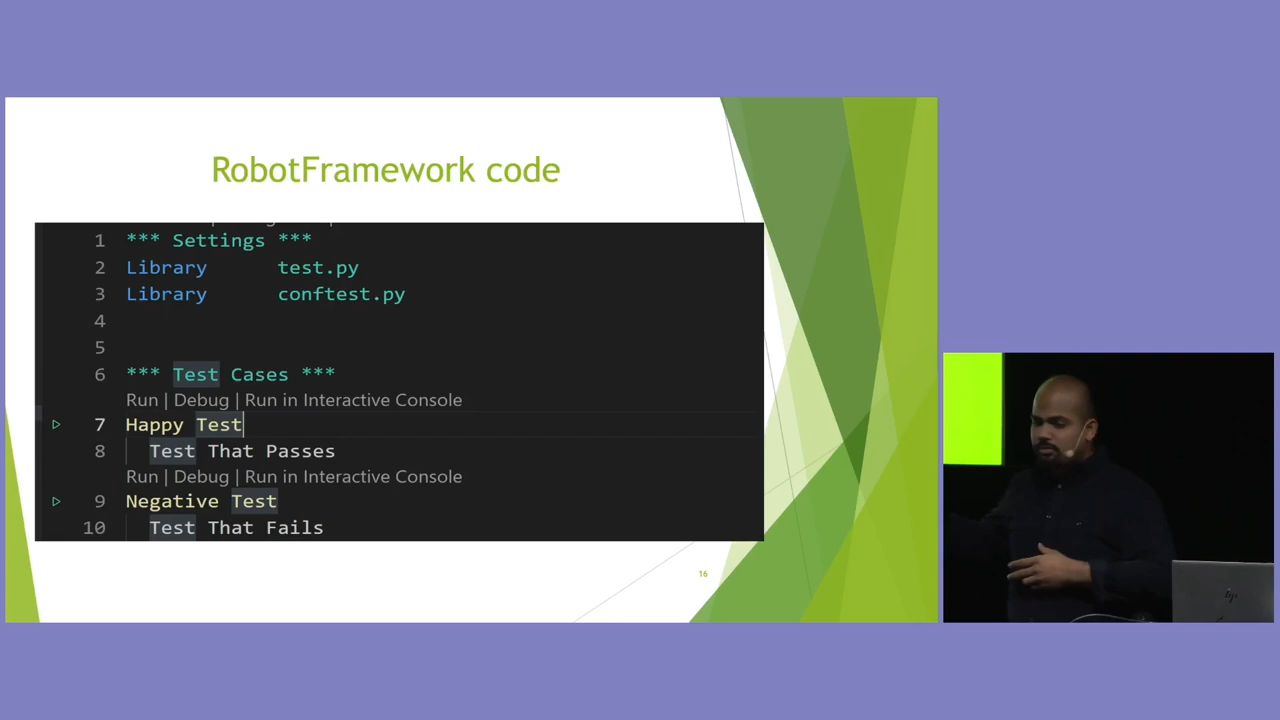 RobotFramework code
1 *** Settings ***
2 Library test.py
3 Library conftest.py
4
5
6 *** Test Cases ***
Run | Debug | Run in Interactive Console
7 Happy Test
8 Test That Passes
Run | Debug | Run in Interactive Console
9 Negative Test
10 Test That Fails
16
hp